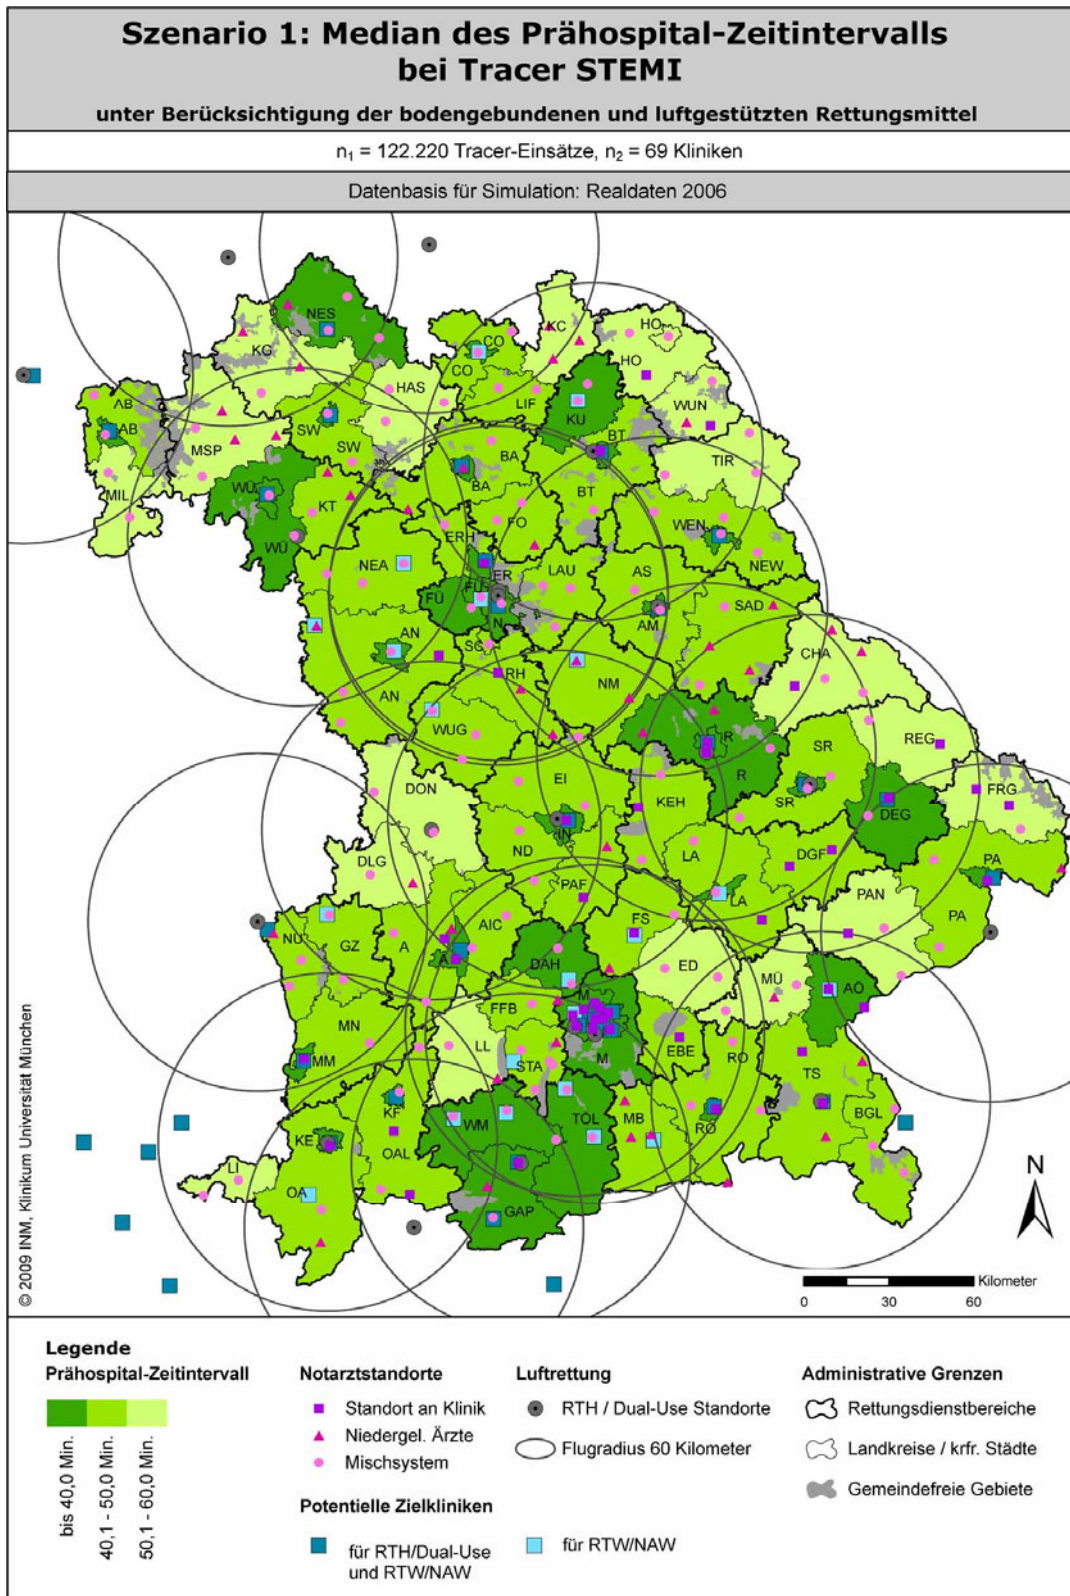 Szenario 1: Median des Prähospital-Zeitintervalls
bei Tracer STEMI
unter Berücksichtigung der bodengebundenen und luftgestützten Rettungsmittel
n₁ = 122.220 Tracer-Einsätze, n₂ = 69 Kliniken
Datenbasis für Simulation: Realdaten 2006
NES
KG
CO
CO
KC
HO
HO
HAS
LIF
KU
WUN
AB
AB
MSP
SW
SW
BT
TIR
BA
BA
MIL
WÜ
KT
BT
WÜ
FO
WEN
ERH
NEW
NEA
ER
LAU
AS
FÜ
FÜ
N
AM
SAD
AN
SC
RH
CHA
NM
AN
WUG
R
R
SR
REG
EI
KEH
DON
SR
FRG
DEG
IN
ND
LA
DGF
PA
DLG
PAF
LA
PAN
PA
AIC
FS
NU
GZ
A
A
DAH
ED
MÜ
AÖ
M
FFB
MN
LL
STA
M
EBE
RO
MM
TS
KF
WM
TÖL
MB
RO
BGL
KE
OAL
LI
OA
GAP
N
Kilometer
0 30 60
© 2009 INM, Klinikum Universität München
Legende
Prähospital-Zeitintervall
bis 40,0 Min.
40,1 - 50,0 Min.
50,1 - 60,0 Min.
Notarztstandorte
Standort an Klinik
Niedergel. Ärzte
Mischsystem
Potentielle Zielkliniken
für RTH/Dual-Use
und RTW/NAW
für RTW/NAW
Luftrettung
RTH / Dual-Use Standorte
Flugradius 60 Kilometer
Administrative Grenzen
Rettungsdienstbereiche
Landkreise / krfr. Städte
Gemeindefreie Gebiete